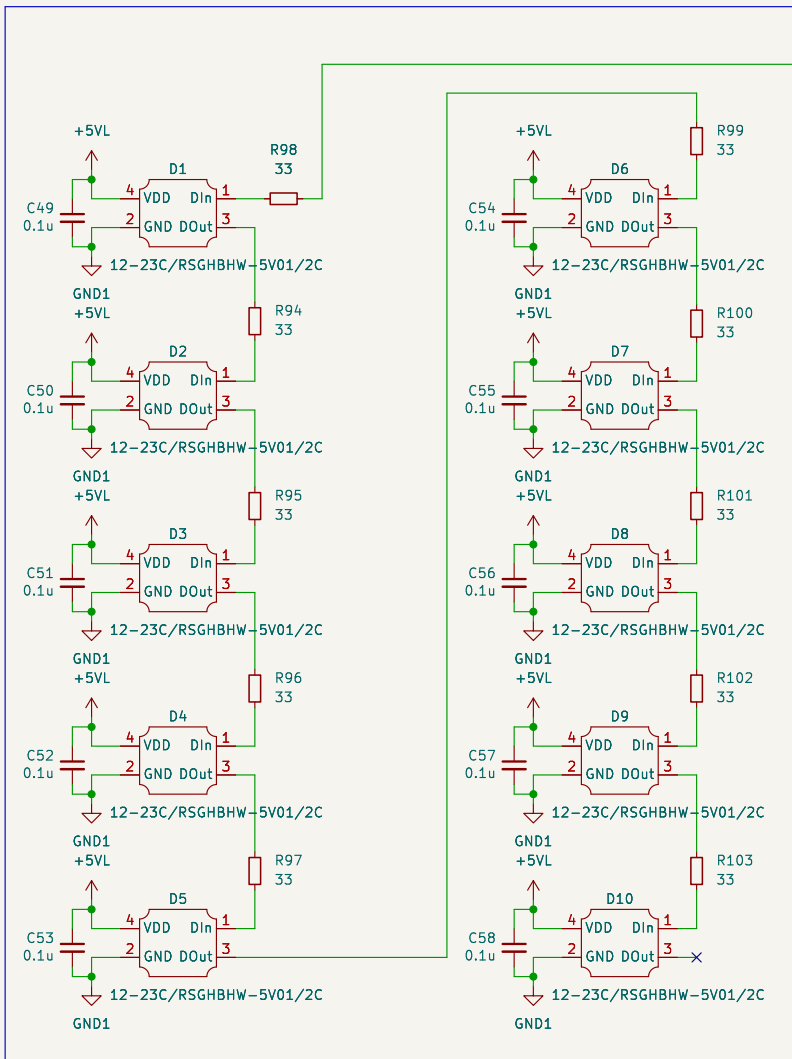 +5VL
R98
33
D1
C49
0.1u
4 VDD DIn 1
2 GND DOut 3
12-23C/RSGHBHW-5V01/2C
GND1
+5VL
R94
33
D2
C50
0.1u
4 VDD DIn 1
2 GND DOut 3
12-23C/RSGHBHW-5V01/2C
GND1
+5VL
R95
33
D3
C51
0.1u
4 VDD DIn 1
2 GND DOut 3
12-23C/RSGHBHW-5V01/2C
GND1
+5VL
R96
33
D4
C52
0.1u
4 VDD DIn 1
2 GND DOut 3
12-23C/RSGHBHW-5V01/2C
GND1
+5VL
R97
33
D5
C53
0.1u
4 VDD DIn 1
2 GND DOut 3
12-23C/RSGHBHW-5V01/2C
GND1
+5VL
R99
33
D6
C54
0.1u
4 VDD DIn 1
2 GND DOut 3
12-23C/RSGHBHW-5V01/2C
GND1
+5VL
R100
33
D7
C55
0.1u
4 VDD DIn 1
2 GND DOut 3
12-23C/RSGHBHW-5V01/2C
GND1
+5VL
R101
33
D8
C56
0.1u
4 VDD DIn 1
2 GND DOut 3
12-23C/RSGHBHW-5V01/2C
GND1
+5VL
R102
33
D9
C57
0.1u
4 VDD DIn 1
2 GND DOut 3
12-23C/RSGHBHW-5V01/2C
GND1
+5VL
R103
33
D10
C58
0.1u
4 VDD DIn 1
2 GND DOut 3
12-23C/RSGHBHW-5V01/2C
GND1